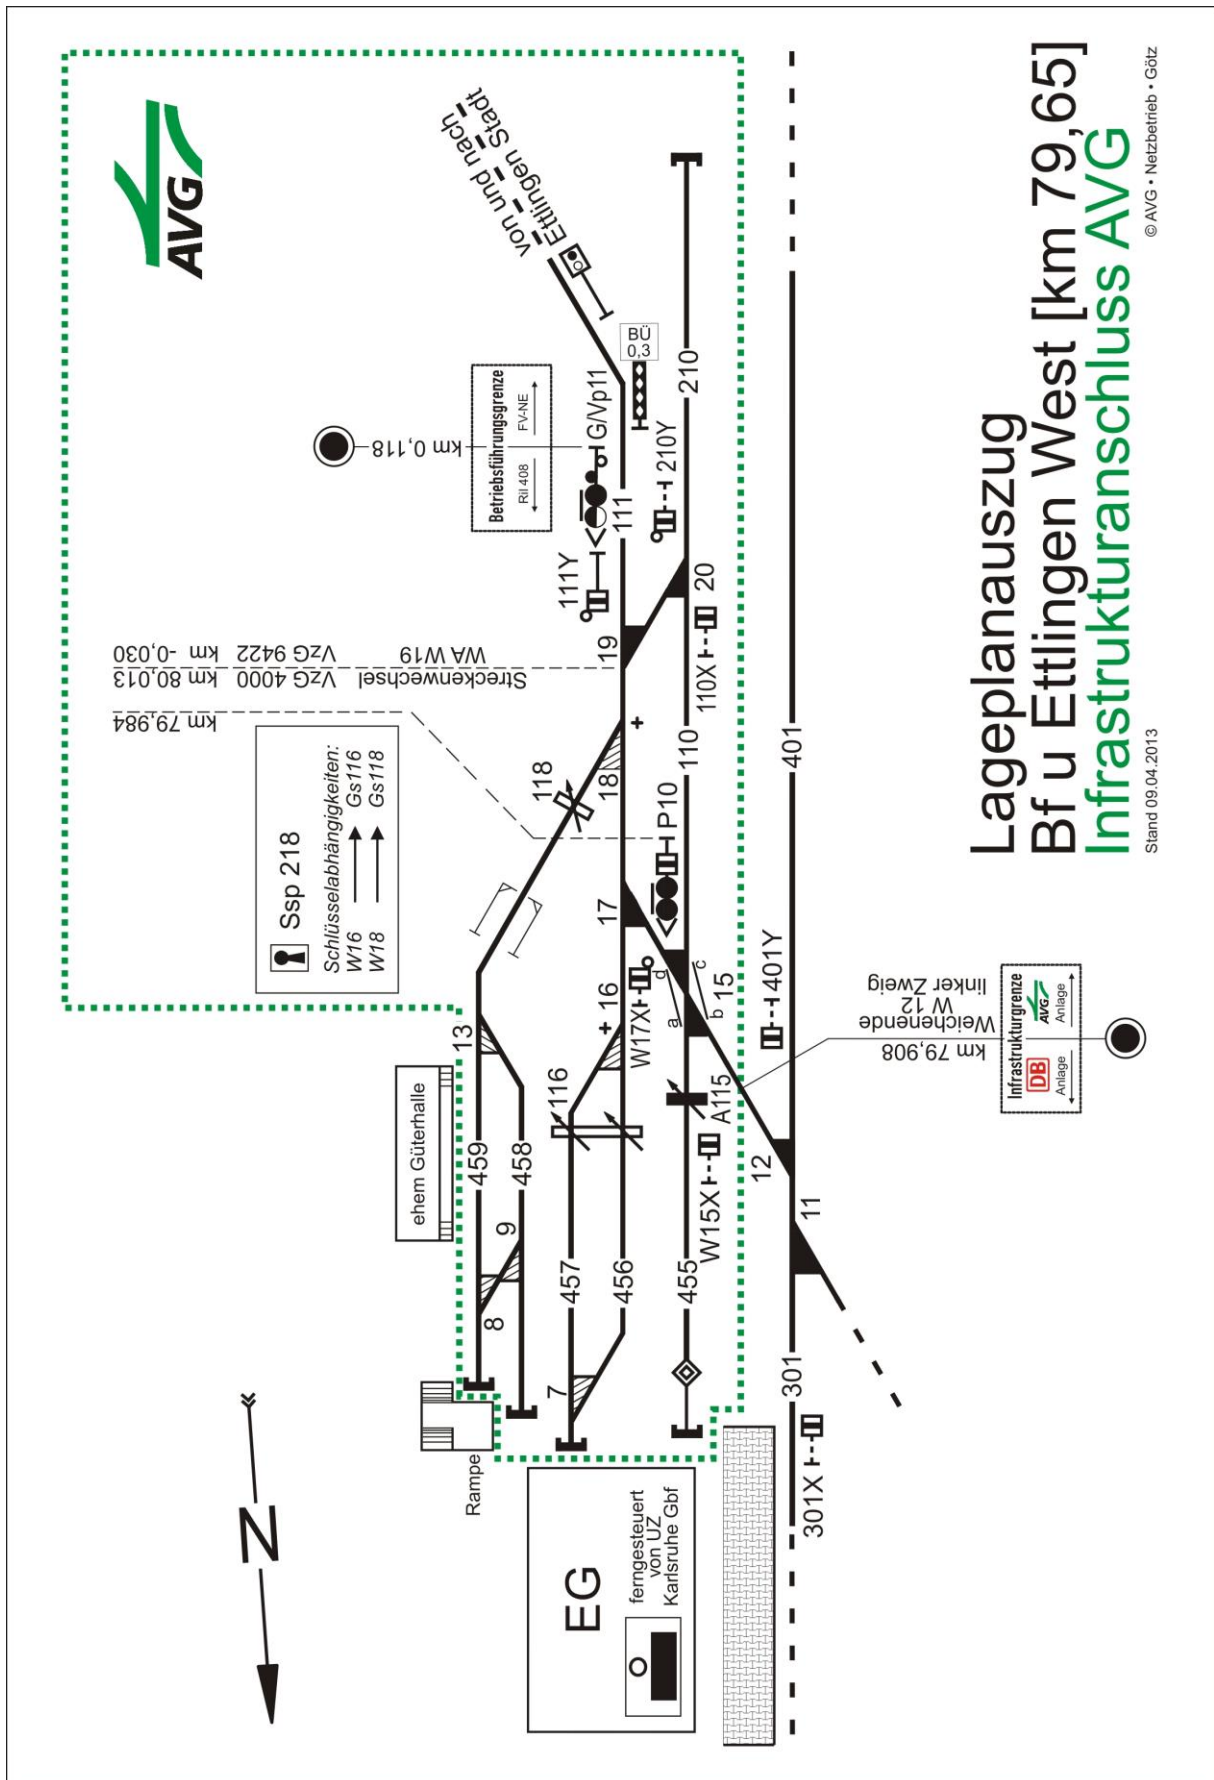 Lageplanauszug
Bf u Ettlingen West [km 79,65]
Infrastrukturanschluss AVG
Stand 09.04.2013
© AVG • Netzbetrieb • Götz
AVG
von und nach
Ettlingen Stadt
BÜ
0,3
Betriebsführungsgrenze
Ril 408
FV-NE
km 0,118
G/Vp11
111Y
111
210Y
210
19
20
110X
110
Streckenwechsel
VzG 4000 km 80,013
VzG 9422 km -0,030
WA W19
km 79,984
Ssp 218
Schlüsselabhängigkeiten:
W16 Gs116
W18 Gs118
118
18
+
P10
17
W17X
+ 16
a
b
c
d
15
116
A115
W15X
13
ehem Güterhalle
459
458
9
8
457
456
455
7
Rampe
N
EG
ferngesteuert
von UZ
Karlsruhe Gbf
401
401Y
12
11
301
301X
km 79,908
Weichenende
W 12
linker Zweig
Infrastrukturgrenze
DB
AVG
Anlage
Anlage